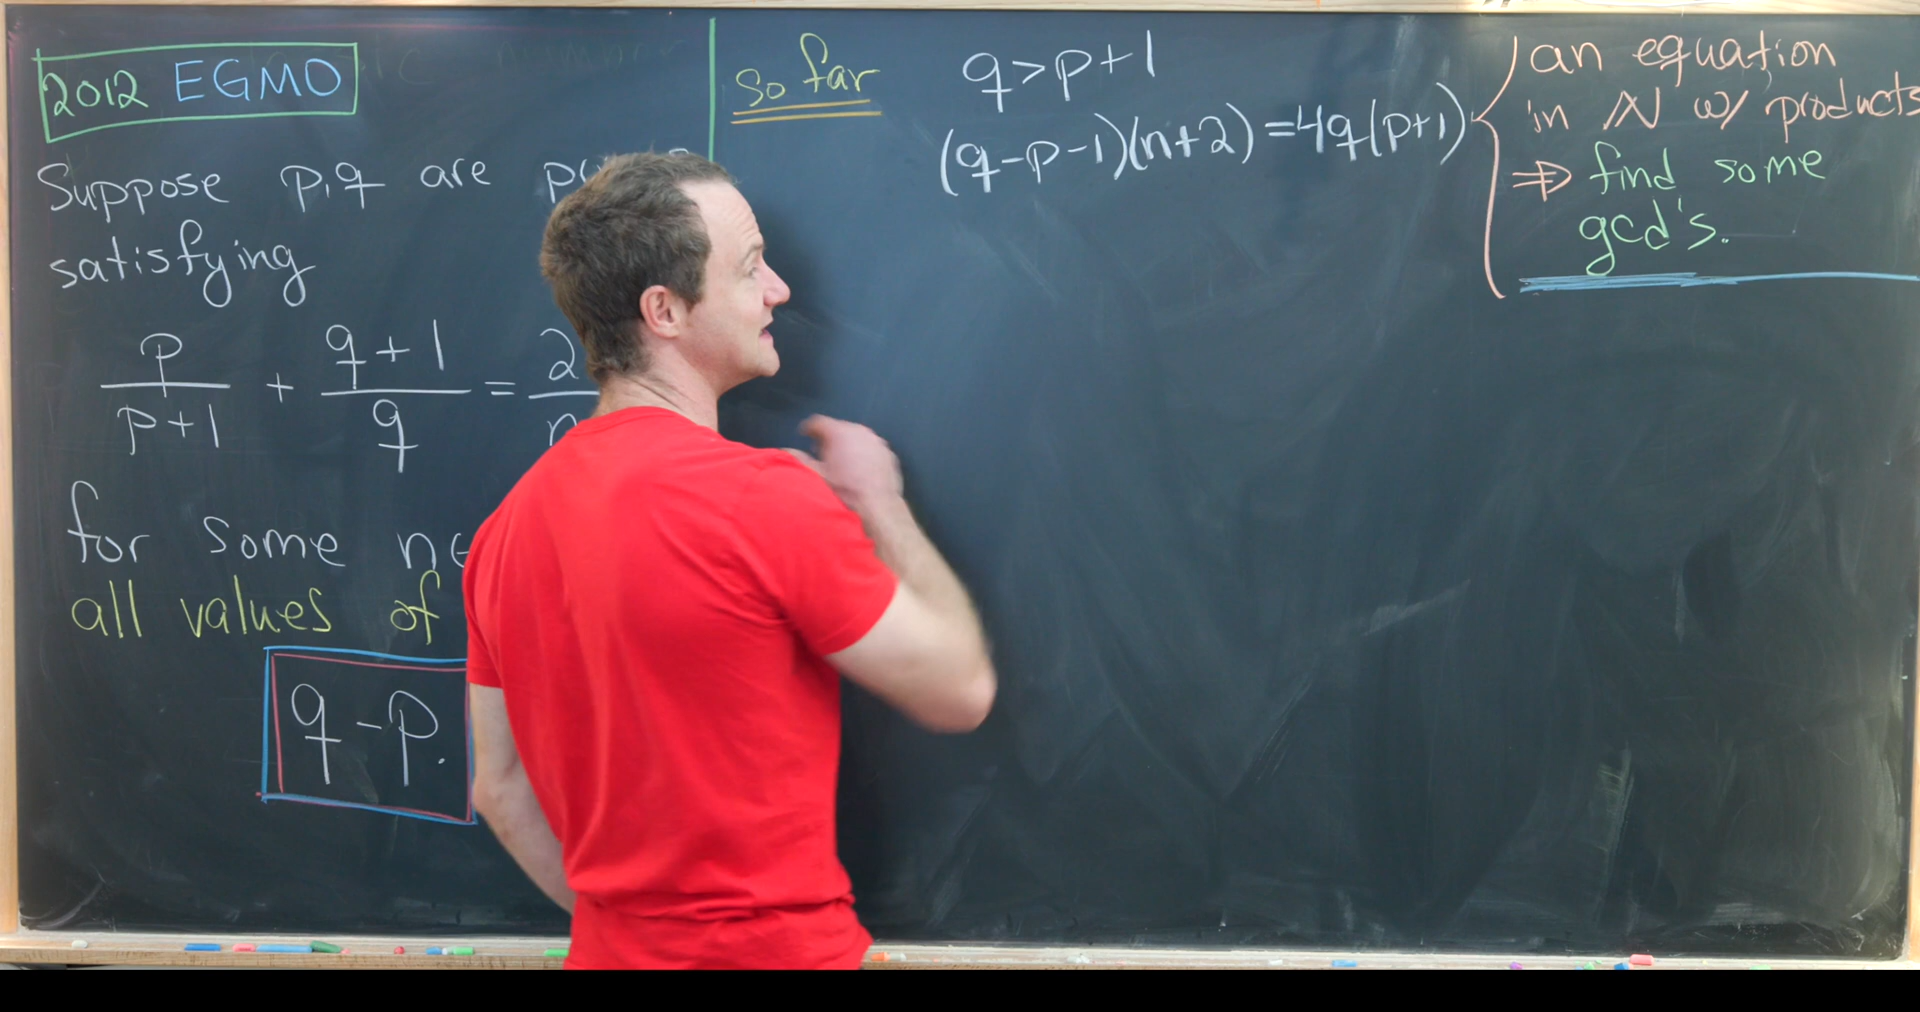 2012 EGMO
Suppose p,q are
satisfying
p/(p+1) + (q+1)/q = 2
for some n
all values of
q-p.
So far
q>p+1
(q-p-1)(n+2)=4q(p+1)
an equation
in ℕ w/ products
⇒ find some
gcd's.